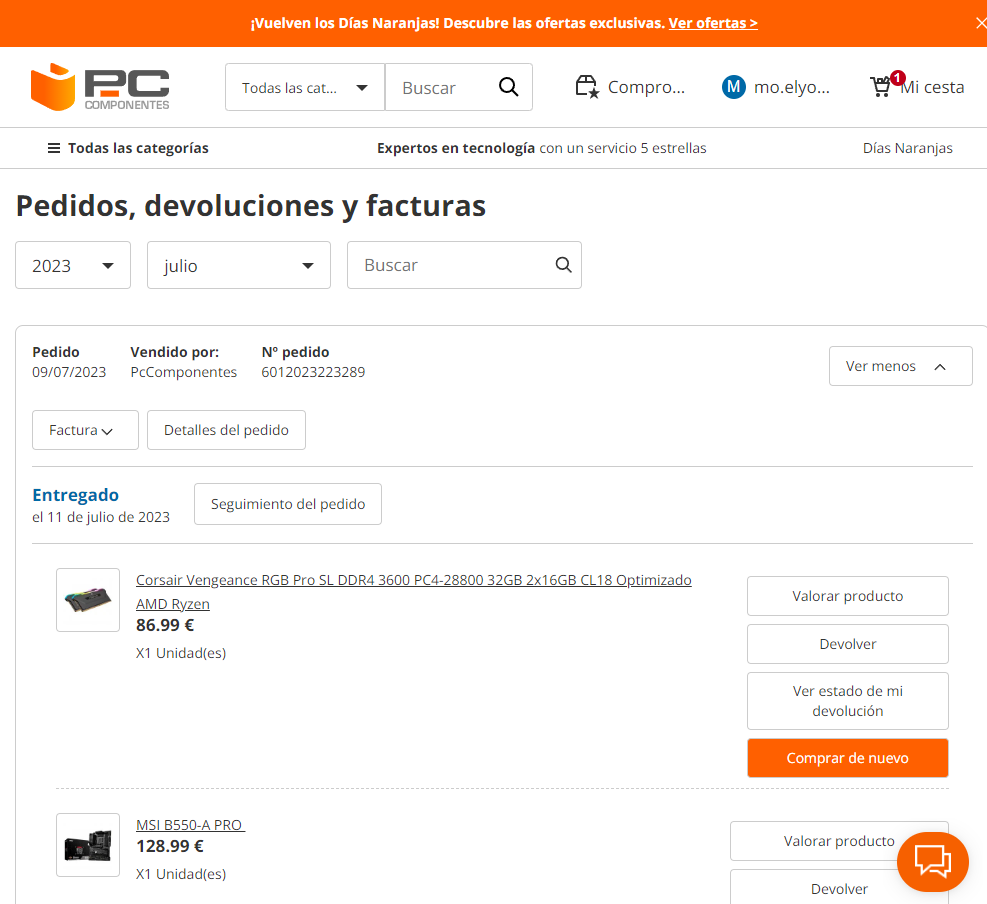 ¡Vuelven los Días Naranjas! Descubre las ofertas exclusivas. Ver ofertas >
PC
COMPONENTES
Todas las cat...
Buscar
Compro...
M
mo.elyo...
1
Mi cesta
Todas las categorías
Expertos en tecnología con un servicio 5 estrellas
Días Naranjas
Pedidos, devoluciones y facturas
2023
julio
Buscar
Pedido
09/07/2023
Vendido por:
PcComponentes
Nº pedido
6012023223289
Ver menos
Factura
Detalles del pedido
Entregado
el 11 de julio de 2023
Seguimiento del pedido
Corsair Vengeance RGB Pro SL DDR4 3600 PC4-28800 32GB 2x16GB CL18 Optimizado
AMD Ryzen
86.99 €
X1 Unidad(es)
Valorar producto
Devolver
Ver estado de mi
devolución
Comprar de nuevo
MSI B550-A PRO
128.99 €
X1 Unidad(es)
Valorar producto
Devolver